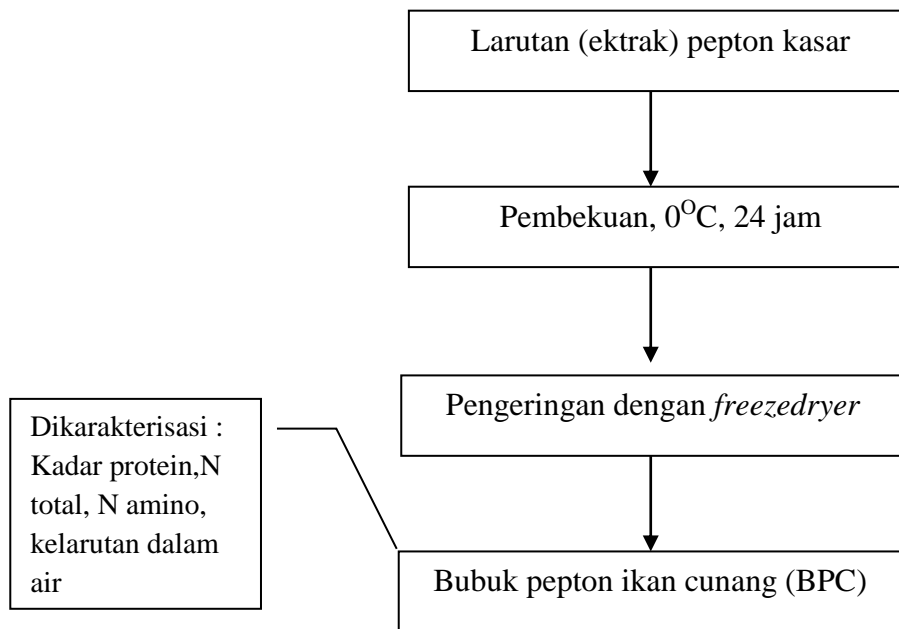 Larutan (ektrak) pepton kasar
Pembekuan, 0ᴼC, 24 jam
Pengeringan dengan freezedryer
Dikarakterisasi :
Kadar protein,N
total, N amino,
kelarutan dalam
air
Bubuk pepton ikan cunang (BPC)